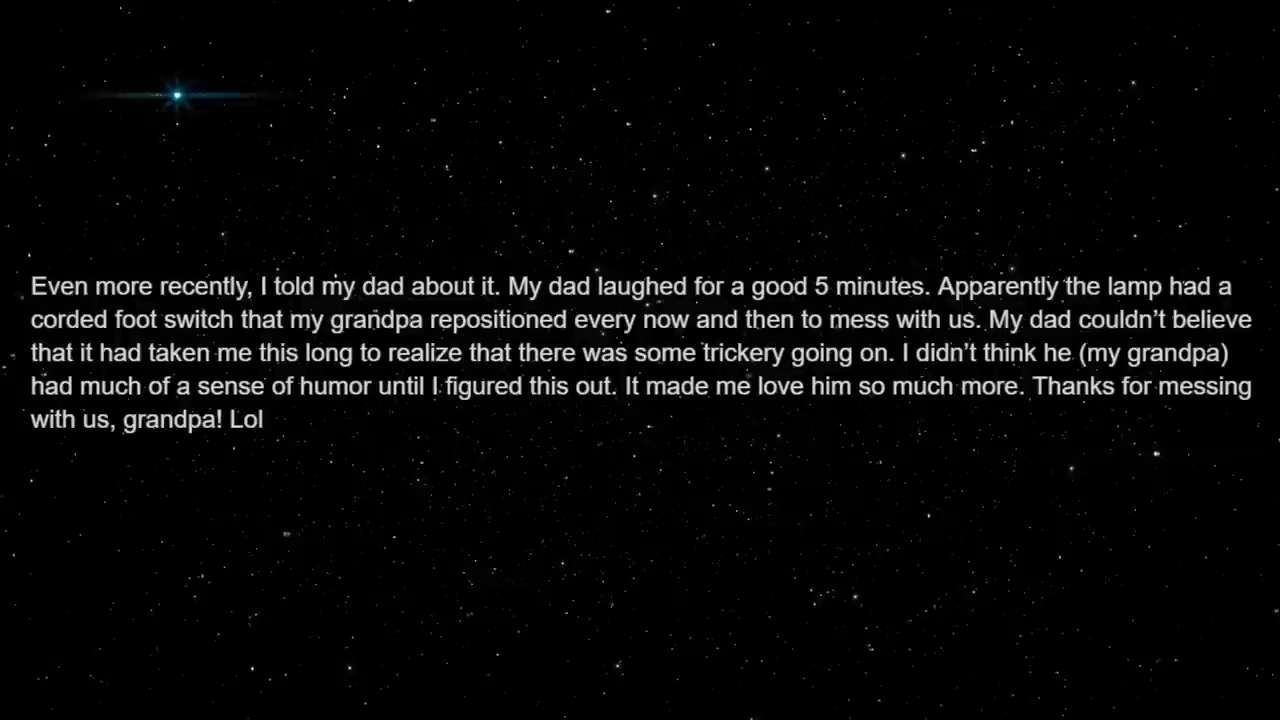 Even more recently, I told my dad about it. My dad laughed for a good 5 minutes. Apparently the lamp had a
corded foot switch that my grandpa repositioned every now and then to mess with us. My dad couldn’t believe
that it had taken me this long to realize that there was some trickery going on. I didn’t think he (my grandpa)
had much of a sense of humor until I figured this out. It made me love him so much more. Thanks for messing
with us, grandpa! Lol